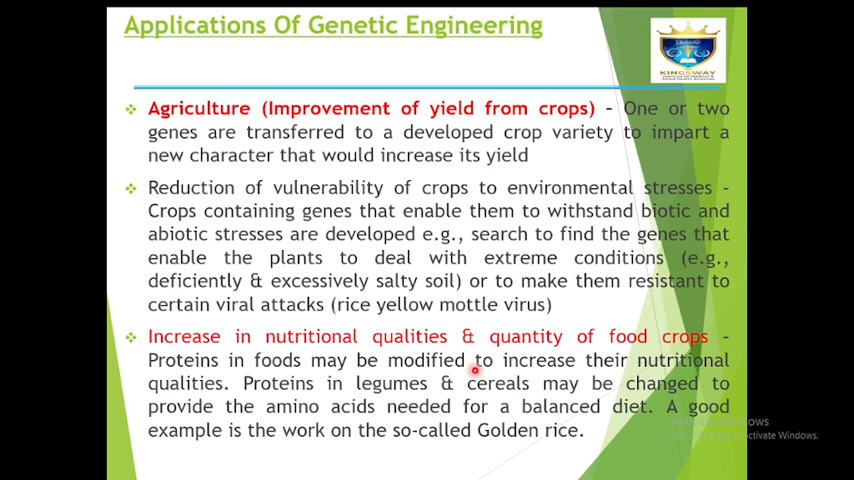 Applications Of Genetic Engineering
KINGSWAY
Agriculture (Improvement of yield from crops) – One or two
genes are transferred to a developed crop variety to impart a
new character that would increase its yield
Reduction of vulnerability of crops to environmental stresses –
Crops containing genes that enable them to withstand biotic and
abiotic stresses are developed e.g., search to find the genes that
enable the plants to deal with extreme conditions (e.g.,
deficiently & excessively salty soil) or to make them resistant to
certain viral attacks (rice yellow mottle virus)
Increase in nutritional qualities & quantity of food crops –
Proteins in foods may be modified to increase their nutritional
qualities. Proteins in legumes & cereals may be changed to
provide the amino acids needed for a balanced diet. A good
example is the work on the so-called Golden rice.
Activate Windows.